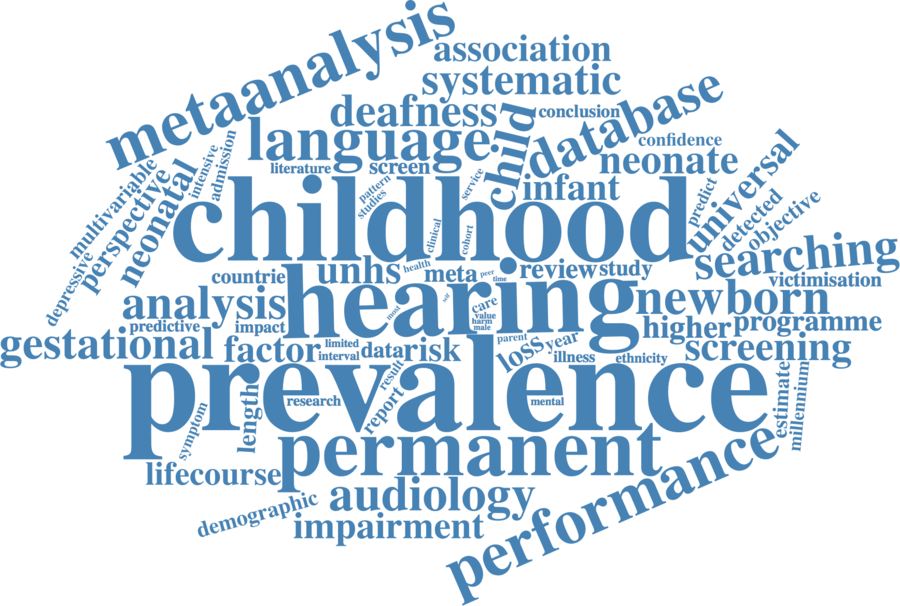 metaanalysis
association
systematic
deafness
child
conclusion
database
language
confidence
literature
screen
neonate
universal
intensive
admission
multivariable
perspective
neonatal
pattern
studies
service
infant
predict
detected
objective
childhood
clinical
cohort
searching
depressive
countrie
unhs
health
meta
peer
time
review
study
victimisation
analysis
hearing
care
value
harm
male
newborn
predictive
impact
most
higher
programme
gestational
factor
limited
interval
data
risk
parent
loss
year
illness
ethnicity
screening
prevalence
result
report
research
mental
estimate
millennium
symptom
length
permanent
performance
lifecourse
audiology
demographic
impairment